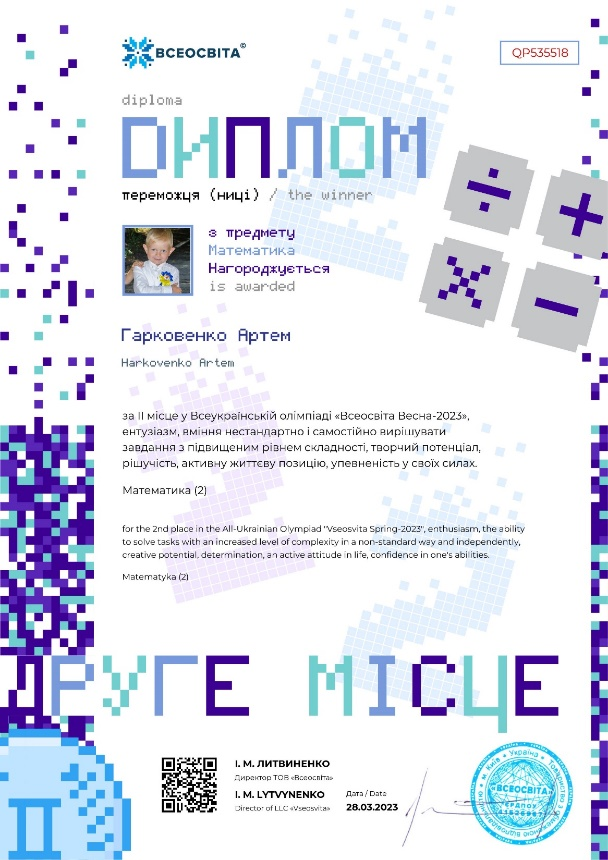 ВСЕОСВІТА®
QP535518
diploma
ДИПЛОМ
переможця (ниці) / the winner
з предмету
Математика
Нагороджується
is awarded
Гарковенко Артем
Harkovenko Artem
за ІІ місце у Всеукраїнській олімпіаді «Всеосвіта Весна-2023»,
ентузіазм, вміння нестандартно і самостійно вирішувати
завдання з підвищеним рівнем складності, творчий потенціал,
рішучість, активну життєву позицію, упевненість у своїх силах.
Математика (2)
for the 2nd place in the All-Ukrainian Olympiad "Vseosvita Spring-2023", enthusiasm, the ability
to solve tasks with an increased level of complexity in a non-standard way and independently,
creative potential, determination, an active attitude in life, confidence in one's abilities.
Matematyka (2)
ДРУГЕ МІСЦЕ
ІІ
І. М. ЛИТВИНЕНКО
Директор ТОВ «Всеосвіта»
I. M. LYTVYNENKO
Director of LLC «Vseosvita»
Дата / Date
28.03.2023
м. Київ • Україна
«ВСЕОСВІТА»